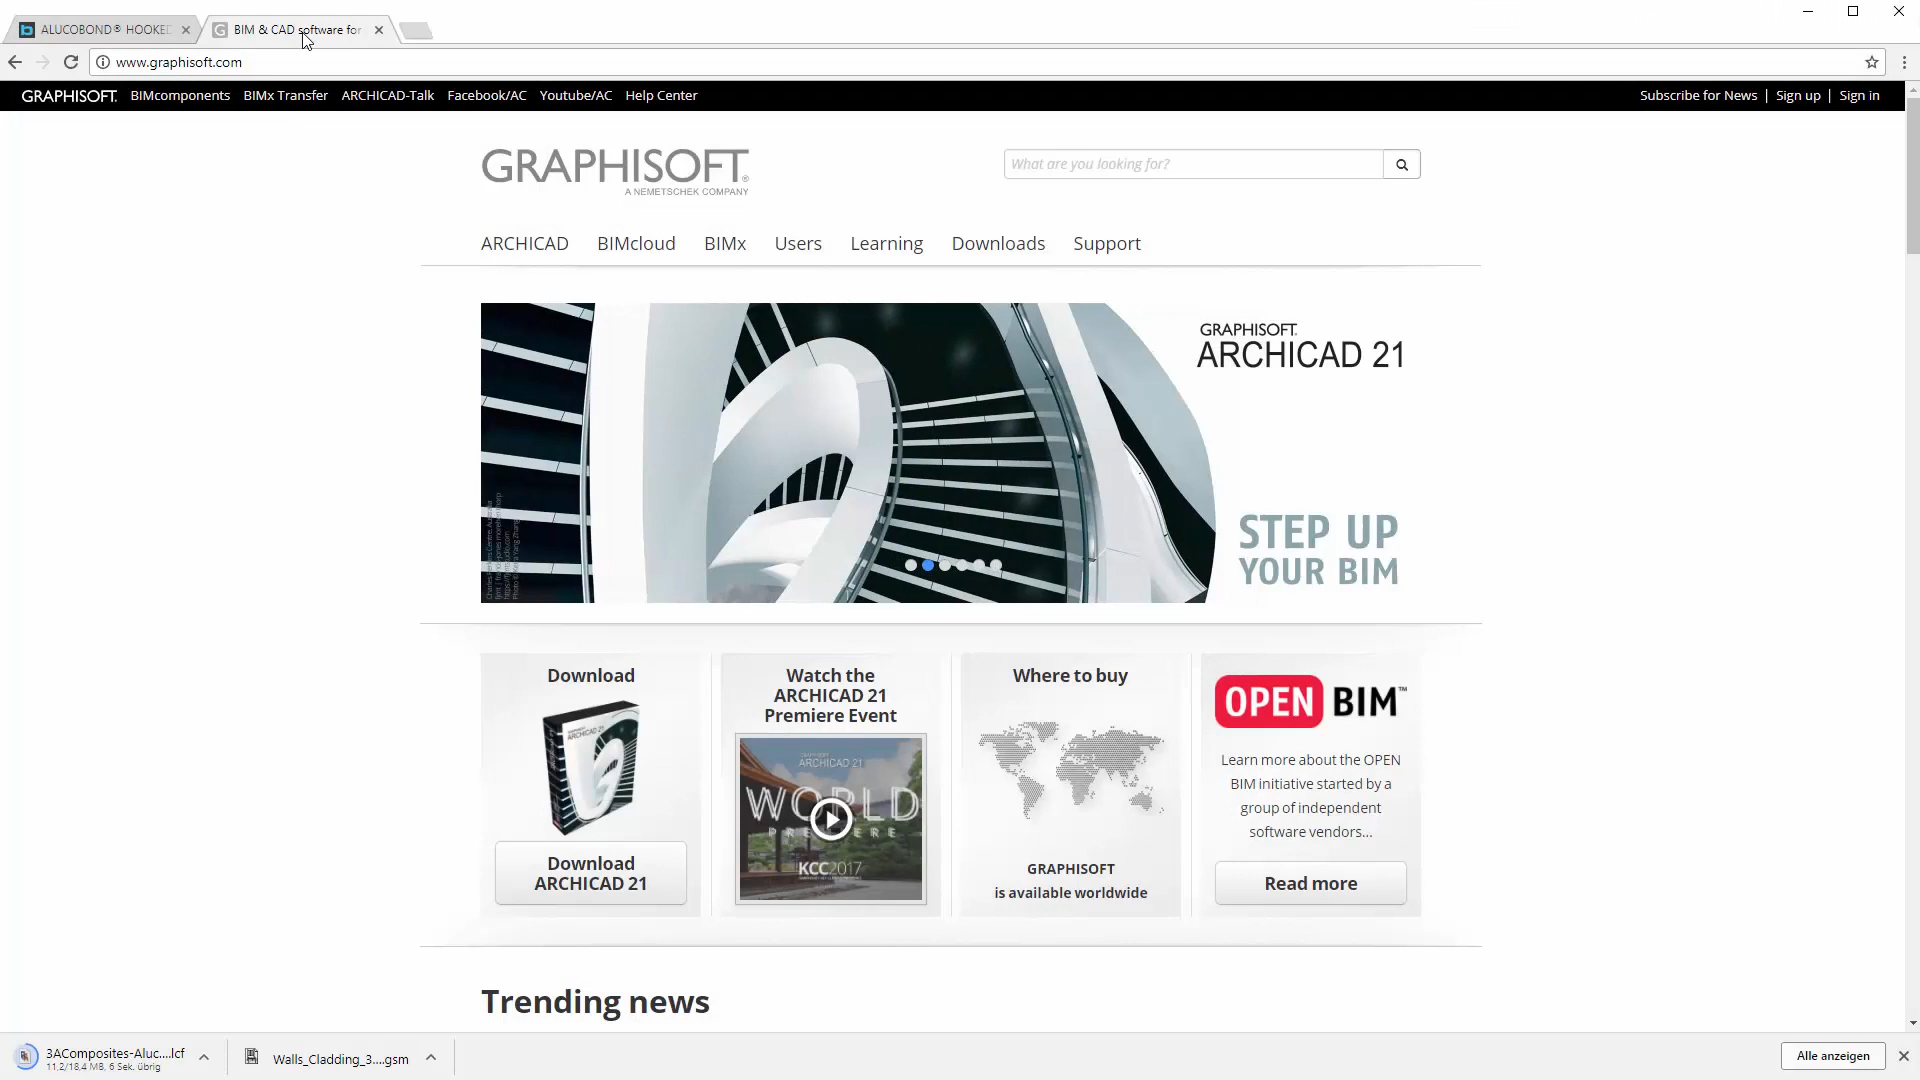 ALUCOBOND® HOOKED
BIM & CAD software for
www.graphisoft.com
GRAPHISOFT. BIMcomponents BIMx Transfer ARCHICAD-Talk Facebook/AC Youtube/AC Help Center
Subscribe for News | Sign up | Sign in
GRAPHISOFT®
A NEMETSCHEK COMPANY
What are you looking for?
ARCHICAD BIMcloud BIMx Users Learning Downloads Support
GRAPHISOFT.
ARCHICAD 21
STEP UP
YOUR BIM
Download
GRAPHISOFT
ARCHICAD 21
Download
ARCHICAD 21
Watch the
ARCHICAD 21
Premiere Event
ARCHICAD 21
WORLD
PREMIERE
KCC2017
Where to buy
GRAPHISOFT
is available worldwide
OPEN BIM™
Learn more about the OPEN
BIM initiative started by a
group of independent
software vendors...
Read more
Trending news
3AComposites-Aluc....lcf
11,2/18,4 MB, 6 Sek. übrig
Walls_Cladding_3....gsm
Alle anzeigen